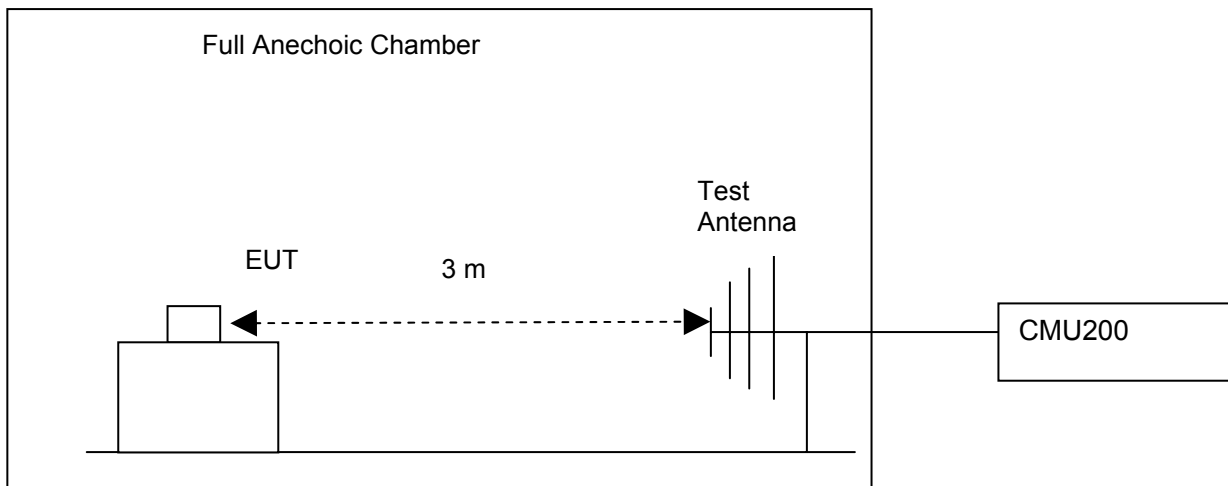 Full Anechoic Chamber
Test
Antenna
EUT
3 m
CMU200